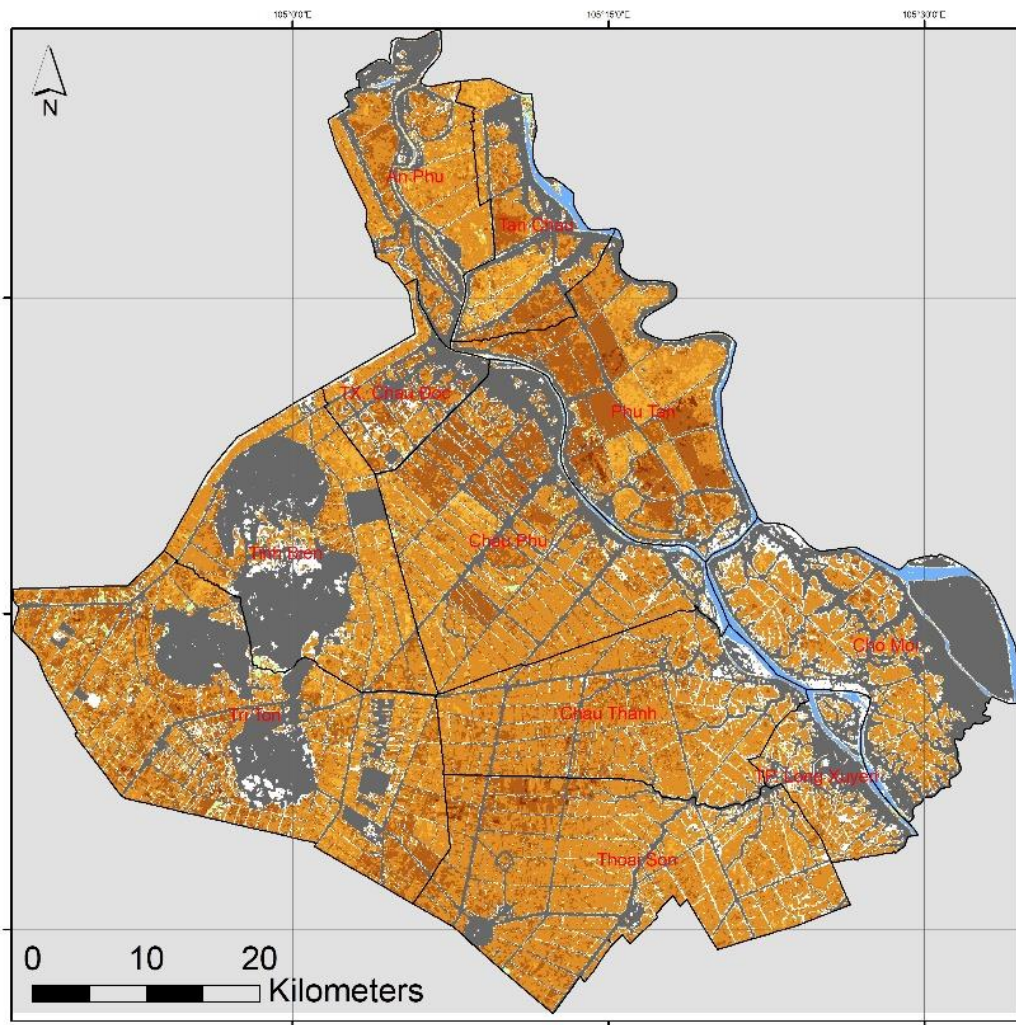 105°0'0"E
105°15'0"E
105°30'0"E
N
An Phu
Tan Chau
TX. Chau Doc
Phu Tan
Tinh Bien
Chau Phu
Cho Moi
Tri Ton
Chau Thanh
TP. Long Xuyen
Thoai Son
0 10 20
Kilometers